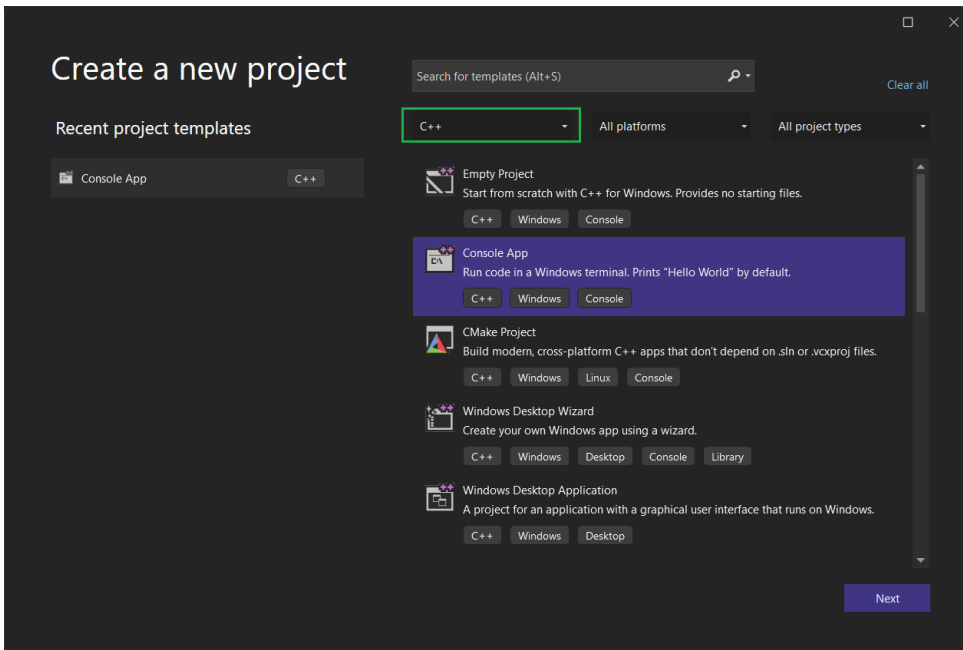 Create a new project
Search for templates (Alt+S)
Clear all
Recent project templates
C++
All platforms
All project types
Console App
C++
Empty Project
Start from scratch with C++ for Windows. Provides no starting files.
C++ Windows Console
Console App
Run code in a Windows terminal. Prints "Hello World" by default.
C++ Windows Console
CMake Project
Build modern, cross-platform C++ apps that don't depend on .sln or .vcxproj files.
C++ Windows Linux Console
Windows Desktop Wizard
Create your own Windows app using a wizard.
C++ Windows Desktop Console Library
Windows Desktop Application
A project for an application with a graphical user interface that runs on Windows.
C++ Windows Desktop
Next